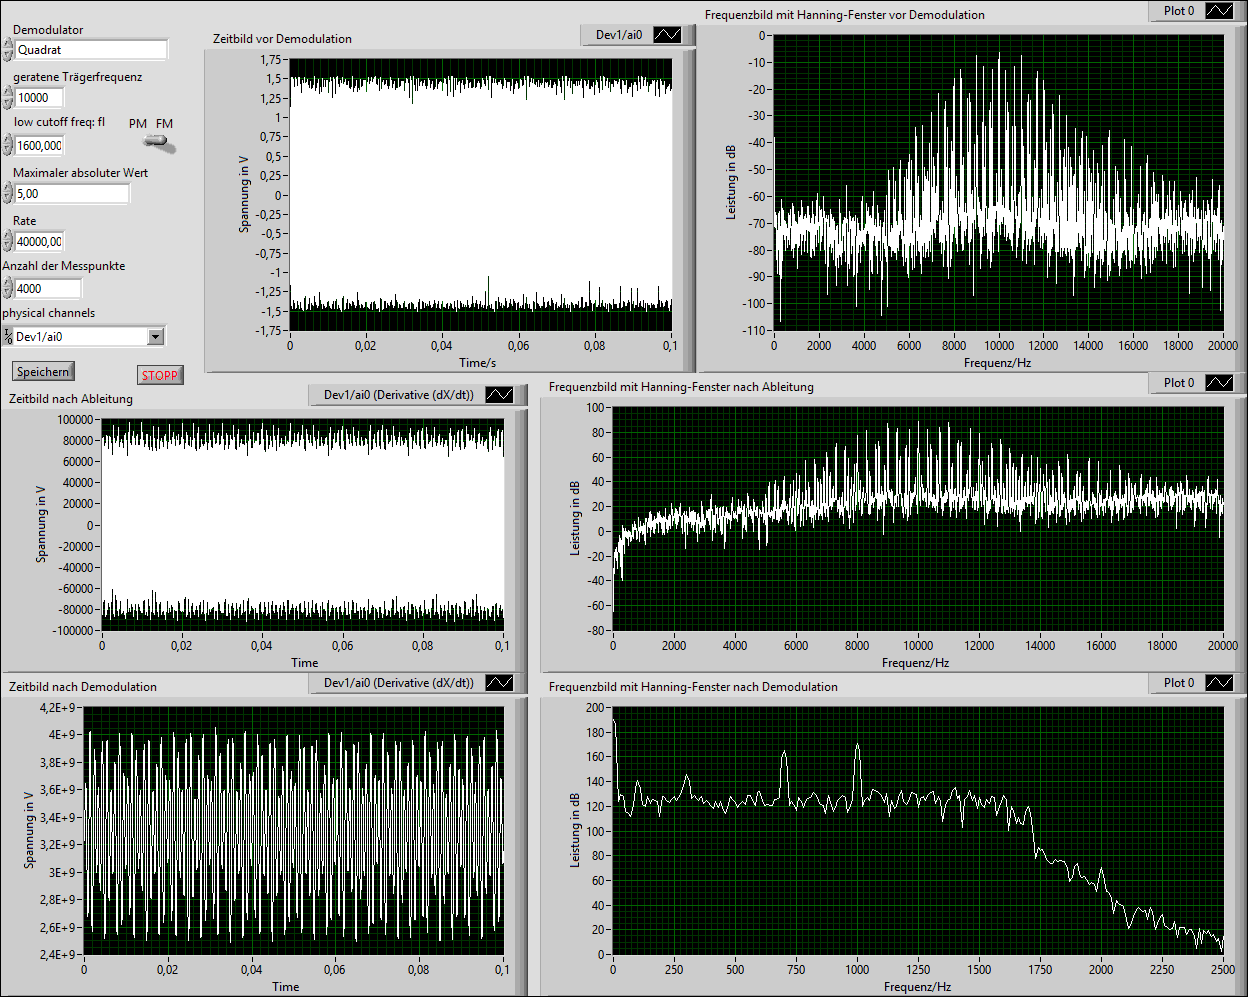 Demodulator
Quadrat
geratene Trägerfrequenz
10000
low cutoff freq: fl
PM FM
1600,000
Maximaler absoluter Wert
5,00
Rate
40000,00
Anzahl der Messpunkte
4000
physical channels
Dev1/ai0
Speichern
STOPP
Zeitbild vor Demodulation
Dev1/ai0
Spannung in V
1,75
1,5
1,25
1
0,75
0,5
0,25
0
-0,25
-0,5
-0,75
-1
-1,25
-1,5
-1,75
0 0,02 0,04 0,06 0,08 0,1
Time/s
Frequenzbild mit Hanning-Fenster vor Demodulation
Plot 0
Leistung in dB
0
-10
-20
-30
-40
-50
-60
-70
-80
-90
-100
-110
0 2000 4000 6000 8000 10000 12000 14000 16000 18000 20000
Frequenz/Hz
Zeitbild nach Ableitung
Dev1/ai0 (Derivative (dX/dt))
Spannung in V
100000
80000
60000
40000
20000
0
-20000
-40000
-60000
-80000
-100000
0 0,02 0,04 0,06 0,08 0,1
Time
Frequenzbild mit Hanning-Fenster nach Ableitung
Plot 0
Leistung in dB
100
80
60
40
20
0
-20
-40
-60
-80
0 2000 4000 6000 8000 10000 12000 14000 16000 18000 20000
Frequenz/Hz
Zeitbild nach Demodulation
Dev1/ai0 (Derivative (dX/dt))
Spannung in V
4,2E+9
4E+9
3,8E+9
3,6E+9
3,4E+9
3,2E+9
3E+9
2,8E+9
2,6E+9
2,4E+9
0 0,02 0,04 0,06 0,08 0,1
Time
Frequenzbild mit Hanning-Fenster nach Demodulation
Plot 0
Leistung in dB
200
180
160
140
120
100
80
60
40
20
0
0 250 500 750 1000 1250 1500 1750 2000 2250 2500
Frequenz/Hz